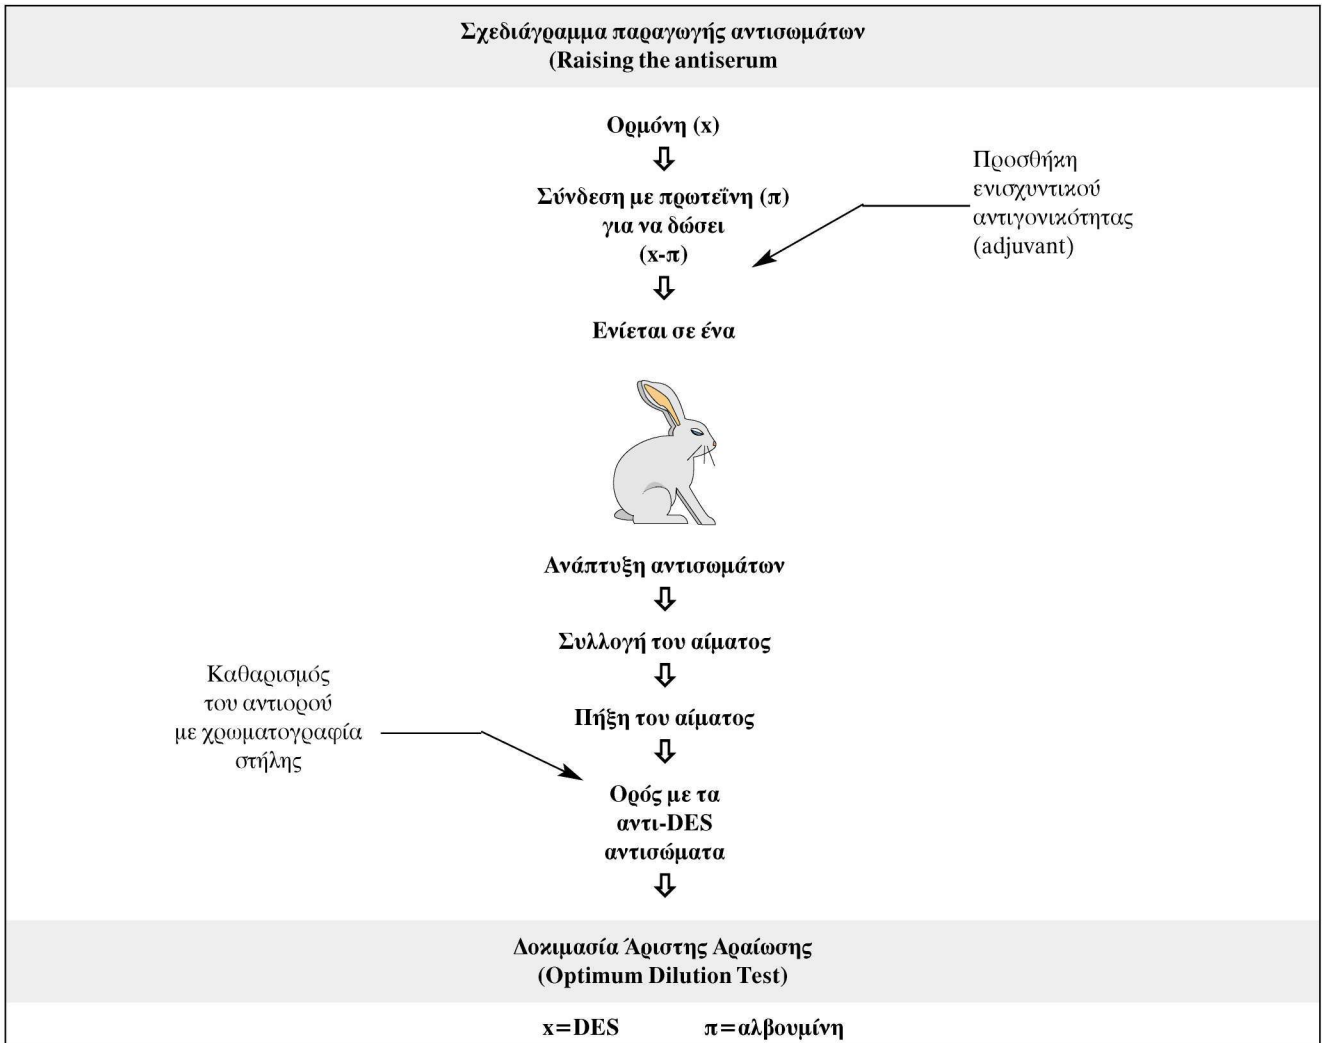 Σχεδιάγραμμα παραγωγής αντισωμάτων
(Raising the antiserum
Ορμόνη (x)
Σύνδεση με πρωτεΐνη (π)
για να δώσει
(x-π)
Προσθήκη
ενισχυντικού
αντιγονικότητας
(adjuvant)
Ενίεται σε ένα
Ανάπτυξη αντισωμάτων
Συλλογή του αίματος
Πήξη του αίματος
Καθαρισμός
του αντιορού
με χρωματογραφία
στήλης
Ορός με τα
αντι-DES
αντισώματα
Δοκιμασία Άριστης Αραίωσης
(Optimum Dilution Test)
x=DES π=αλβουμίνη